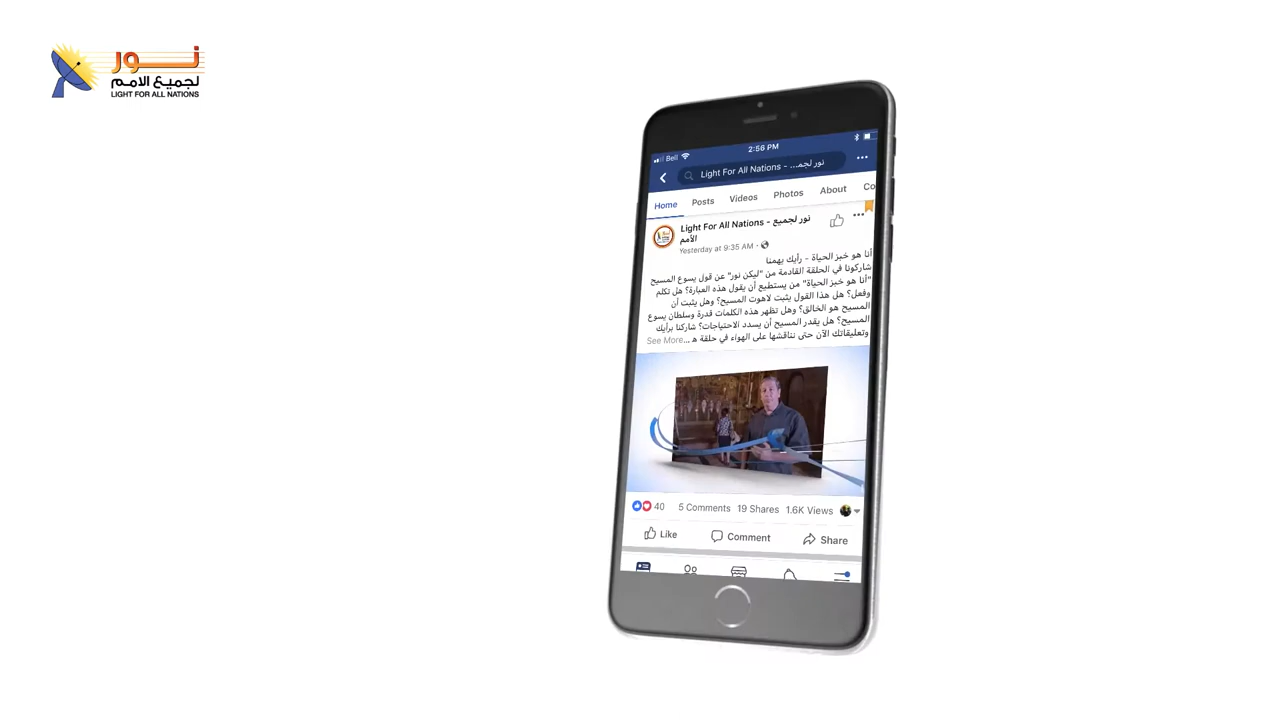 نور
لجميع الامم
LIGHT FOR ALL NATIONS
Bell
2:56 PM
Light For All Nations - ...نور لجمـ
Home Posts Videos Photos About Co
Light For All Nations - نور لجميع
الأمم
Yesterday at 9:35 AM
أنا هو خبز الحياة - رأيك يهمنا
شاركونا في الحلقة القادمة من "ليكن نور" عن قول يسوع المسيح
"أنا هو خبز الحياة" من يستطيع أن يقول هذه العبارة؟ هل تكلم
وفعل؟ هل هذا القول يثبت لاهوت المسيح؟ وهل يثبت أن
المسيح هو الخالق؟ وهل تظهر هذه الكلمات قدرة وسلطان يسوع
المسيح؟ هل يقدر المسيح أن يسدد الاحتياجات؟ شاركنا برأيك
وتعليقاتك الآن حتى نناقشها على الهواء في حلقة هـ ... See More
40 5 Comments 19 Shares 1.6K Views
Like Comment Share